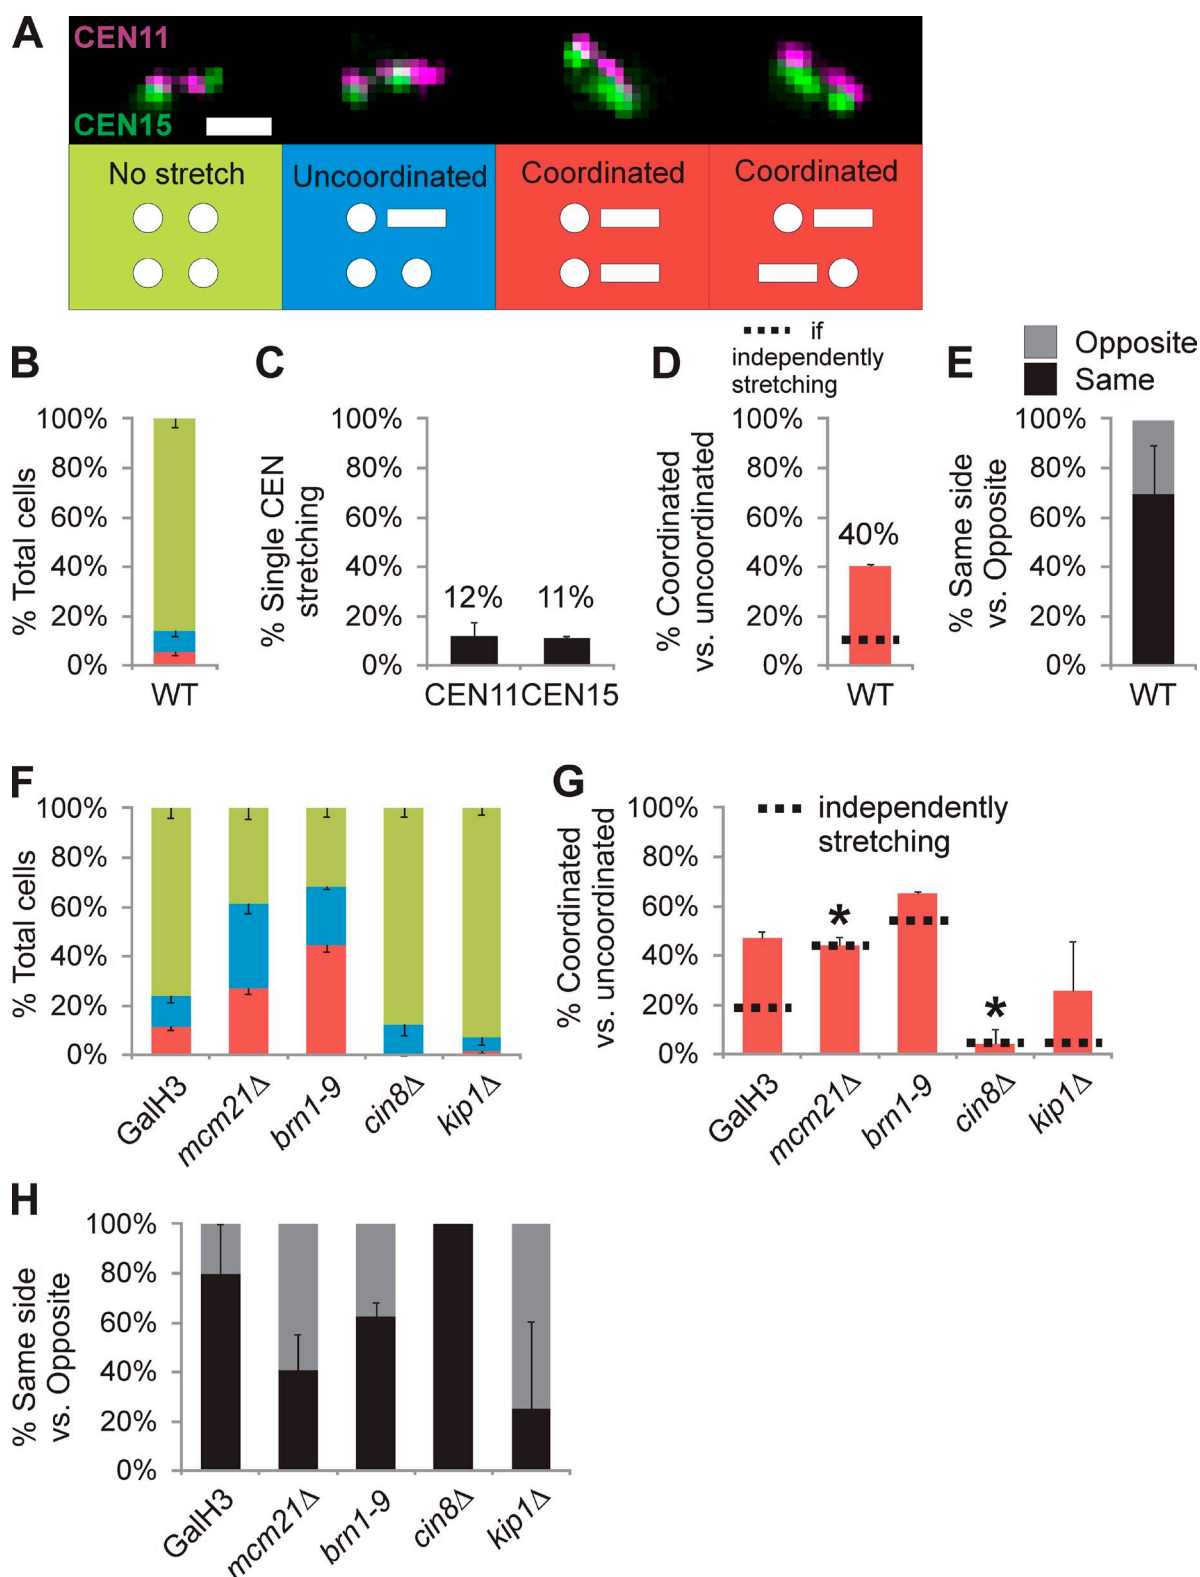 A
CEN11
CEN15
No stretch
Uncoordinated
Coordinated
Coordinated
B
% Total cells
100%
80%
60%
40%
20%
0%
WT
C
% Single CEN
stretching
100%
80%
60%
40%
20%
0%
12%
11%
CEN11
CEN15
D
if
independently
stretching
% Coordinated
vs. uncoordinated
100%
80%
60%
40%
20%
0%
40%
WT
E
Opposite
Same
% Same side
vs. Opposite
100%
80%
60%
40%
20%
0%
WT
F
% Total cells
100%
80%
60%
40%
20%
0%
GalH3
mcm21Δ
brn1-9
cin8Δ
kip1Δ
G
independently
stretching
% Coordinated
vs. uncoordinated
100%
80%
60%
40%
20%
0%
*
*
GalH3
mcm21Δ
brn1-9
cin8Δ
kip1Δ
H
% Same side
vs. Opposite
100%
80%
60%
40%
20%
0%
GalH3
mcm21Δ
brn1-9
cin8Δ
kip1Δ